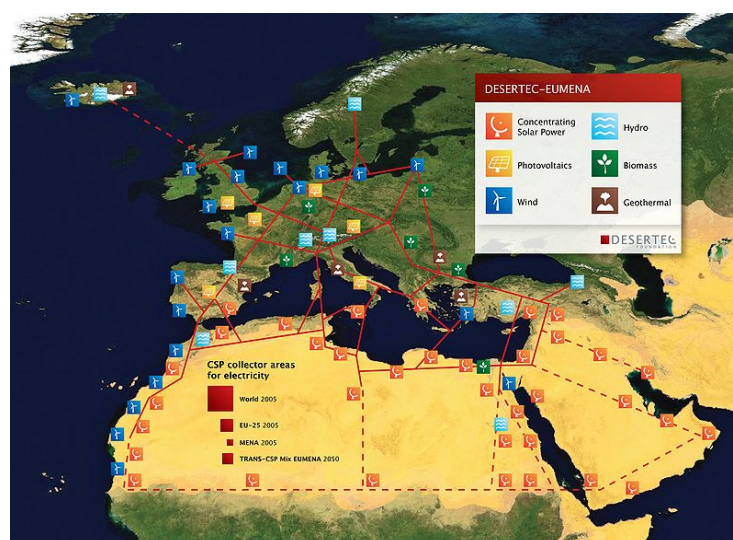 DESERTEC-EUMENA
Concentrating
Solar Power
Hydro
Photovoltaics
Biomass
Wind
Geothermal
DESERTEC
FOUNDATION
CSP collector areas
for electricity
World 2005
EU-25 2005
MENA 2005
TRANS-CSP Mix EUMENA 2050